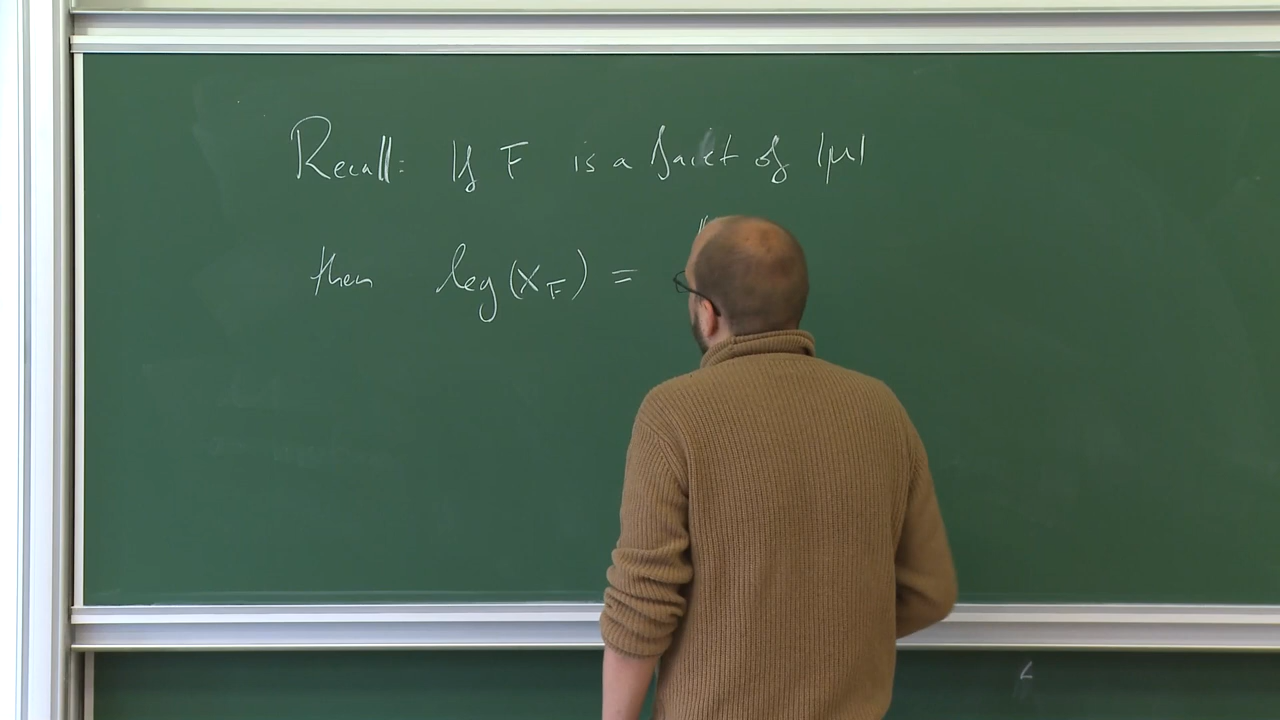 Recall: If F is a facet of |μ|
then deg(x_F) =